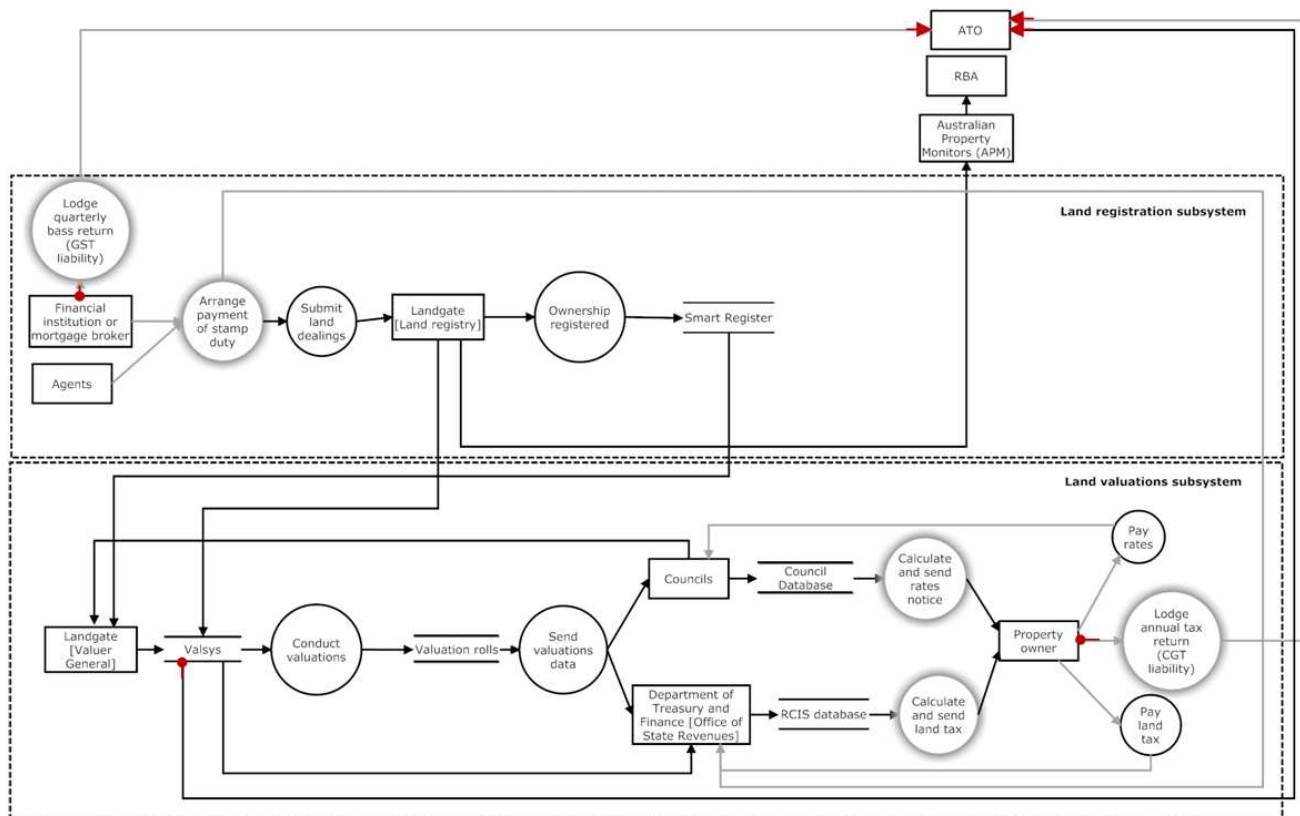 ATO
RBA
Australian
Property
Monitors (APM)
Land registration subsystem
Lodge
quarterly
bass return
(GST
liability)
Financial
institution or
mortgage broker
Agents
Arrange
payment
of stamp
duty
Submit
land
dealings
Landgate
[Land registry]
Ownership
registered
Smart Register
Land valuations subsystem
Landgate
[Valuer
General]
Valsys
Conduct
valuations
Valuation rolls
Send
valuations
data
Councils
Council
Database
Calculate
and send
rates
notice
Department of
Treasury and
Finance [Office of
State Revenues]
RCIS database
Calculate
and send
land tax
Property
owner
Pay
rates
Lodge
annual tax
return
(CGT
liability)
Pay
land
tax